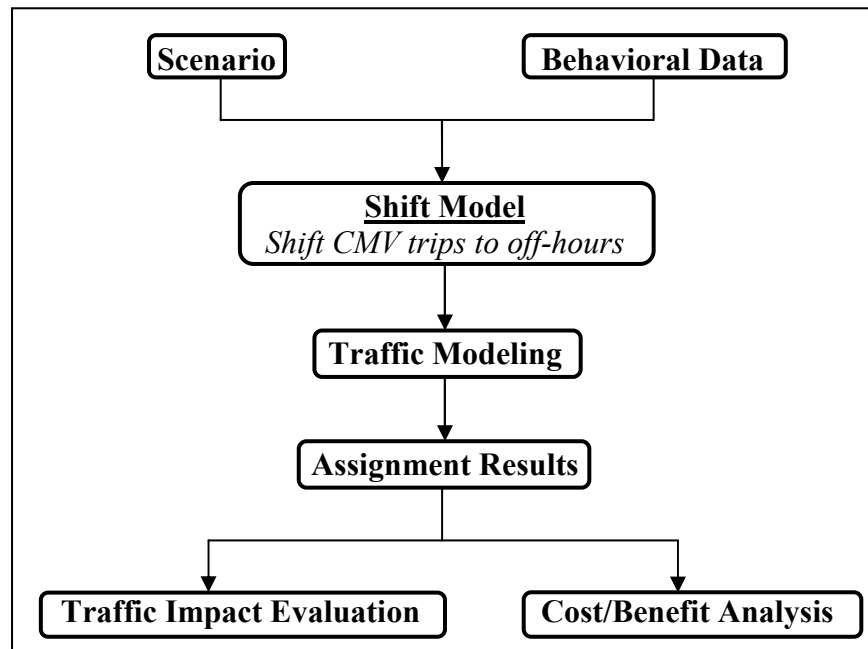 Scenario
Behavioral Data
Shift Model
Shift CMV trips to off-hours
Traffic Modeling
Assignment Results
Traffic Impact Evaluation
Cost/Benefit Analysis